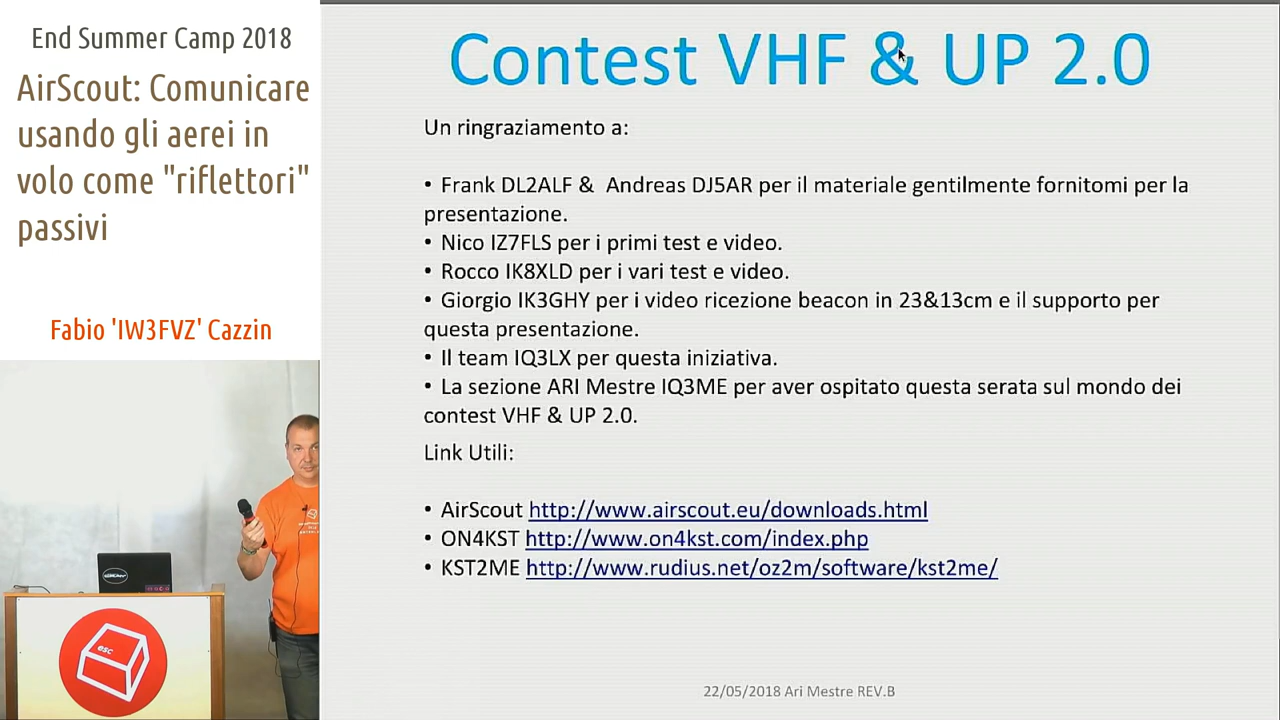 End Summer Camp 2018
AirScout: Comunicare
usando gli aerei in
volo come "riflettori"
passivi
Fabio 'IW3FVZ' Cazzin
esc
Contest VHF & UP 2.0
Un ringraziamento a:
• Frank DL2ALF & Andreas DJ5AR per il materiale gentilmente fornitomi per la
presentazione.
• Nico IZ7FLS per i primi test e video.
• Rocco IK8XLD per i vari test e video.
• Giorgio IK3GHY per i video ricezione beacon in 23&13cm e il supporto per
questa presentazione.
• Il team IQ3LX per questa iniziativa.
• La sezione ARI Mestre IQ3ME per aver ospitato questa serata sul mondo dei
contest VHF & UP 2.0.
Link Utili:
• AirScout http://www.airscout.eu/downloads.html
• ON4KST http://www.on4kst.com/index.php
• KST2ME http://www.rudius.net/oz2m/software/kst2me/
22/05/2018 Ari Mestre REV.B